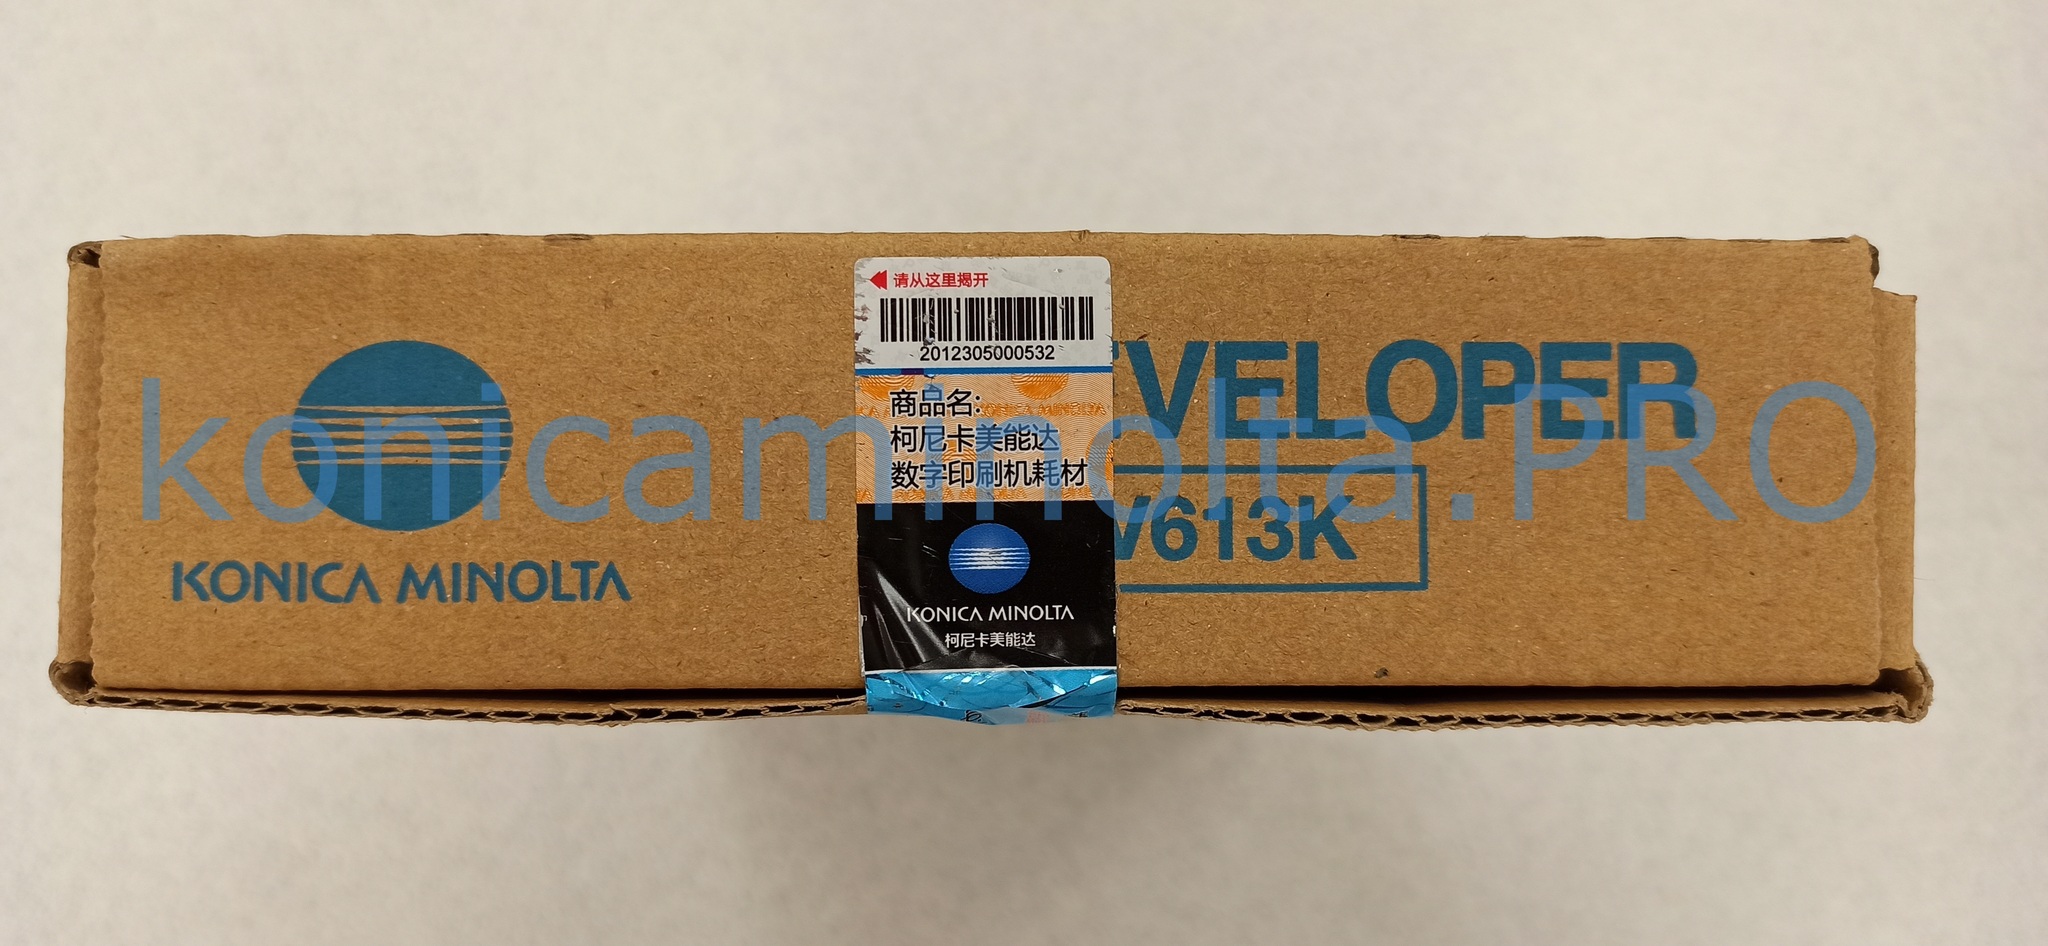 KONICA MINOLTA
请从这里揭开
2012305000532
商品名:
柯尼卡美能达
数字印刷机耗材
KONICA MINOLTA
柯尼卡美能达
VELOPER
V613K
konicaminolta.PRO